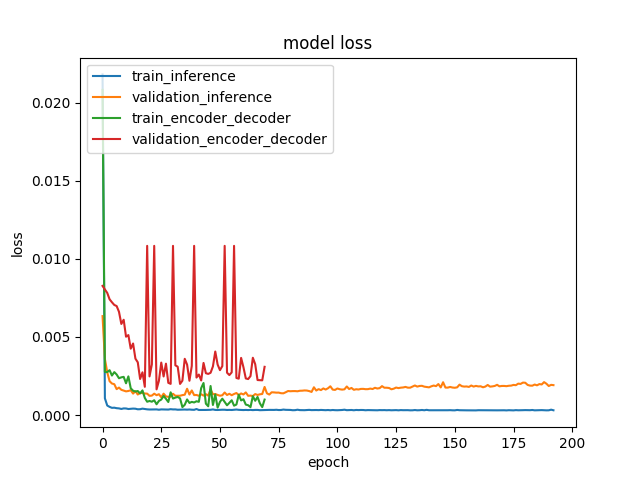 model loss
train_inference
validation_inference
train_encoder_decoder
validation_encoder_decoder
loss
0.020
0.015
0.010
0.005
0.000
0 25 50 75 100 125 150 175 200
epoch